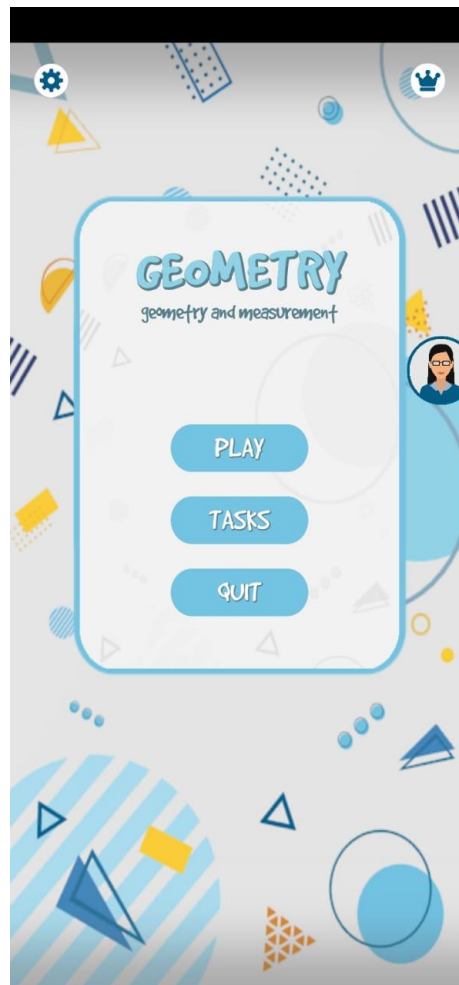 GEOMETRY
geometry and measurement
PLAY
TASKS
QUIT